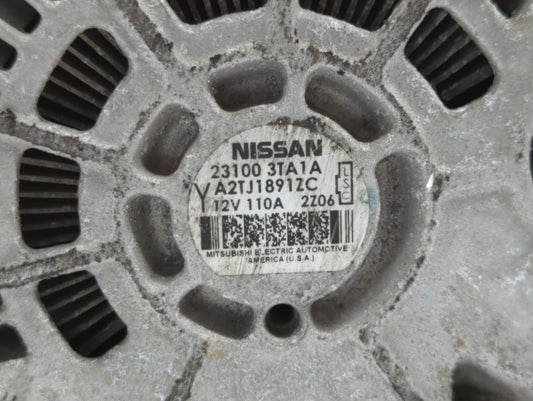 NISSAN
23100 3TA1A
Y A2TJ1891ZC
12V 110A 2Z06
LSC
MITSUBISHI ELECTRIC AUTOMOTIVE
AMERICA (U.S.A.)